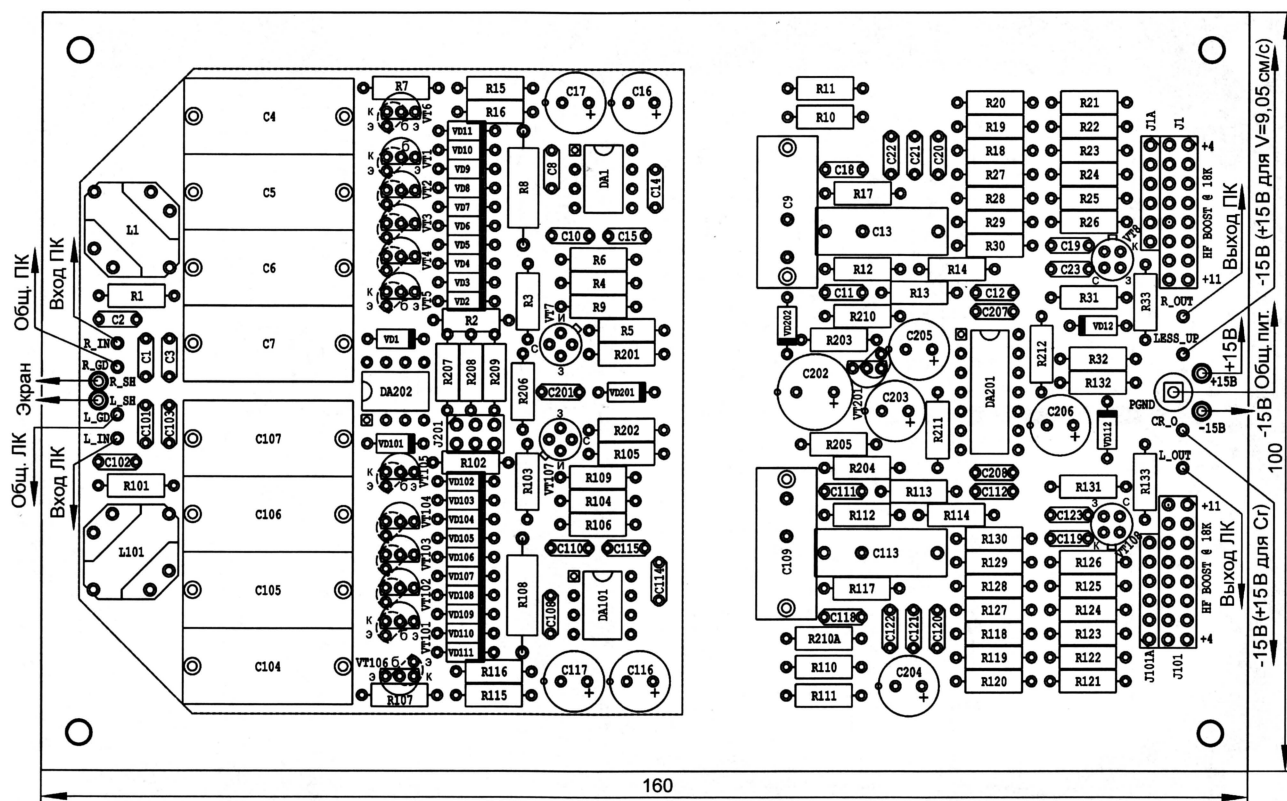 C4
C5
C6
C7
L1
R1
C2
C1
C3
R_IN
R_GD
R_SH
L_SH
L_GD
L_IN
C101
C103
C102
R101
L101
C107
C106
C105
C104
Общ. ПК
Вход ПК
Экран
Общ. ЛК
Вход ЛК
R7
R15
R16
C17
C16
К
Э
Б
Э
VT6
VT1
VT2
VT3
VT4
VT5
VD11
VD10
VD9
VD8
VD7
VD6
VD5
VD4
VD3
VD2
R8
C8
DA1
C14
C10
C15
R6
R4
R9
R5
R201
R3
VT7
И
С
З
R2
VD1
R207
R208
R209
R206
DA202
C201
VD201
VD101
J201
R102
R103
VT107
З
С
И
R202
R105
R109
R104
R106
VT105
VT104
VT103
VT102
VT101
VT106
VD102
VD103
VD104
VD105
VD106
VD107
VD108
VD109
VD110
VD111
R108
C110
C115
C108
DA101
C114
R116
R115
R107
C117
C116
R11
R10
C9
C18
R17
C22
C21
C20
C13
R12
R14
C11
R13
C12
R210
C207
VD202
R203
C205
C202
VT201
C203
R211
DA201
R212
C206
R205
R204
C208
C111
R113
C112
R112
R114
C109
C113
R117
C118
C122
C121
C120
R210A
R110
R111
C204
R20
R19
R18
R27
R28
R29
R30
R21
R22
R23
R24
R25
R26
C19
C23
VT8
К
С
З
R31
R33
VD12
R32
R132
VD112
R131
R133
C123
C119
З
С
К
VT108
R130
R129
R128
R127
R118
R119
R120
R126
R125
R124
R123
R122
R121
J1A
J1
+4
HF BOOST @ 18K
+11
R_OUT
LESS_UP
+15В
PGND
-15В
CR_O
L_OUT
+11
HF BOOST @ 18K
+4
J101A
J101
Выход ПК
-15В (+15В для V=9,05 см/с)
+15В
Общ.пит.
-15В
Выход ЛК
-15В (+15В для Cr)
100
160